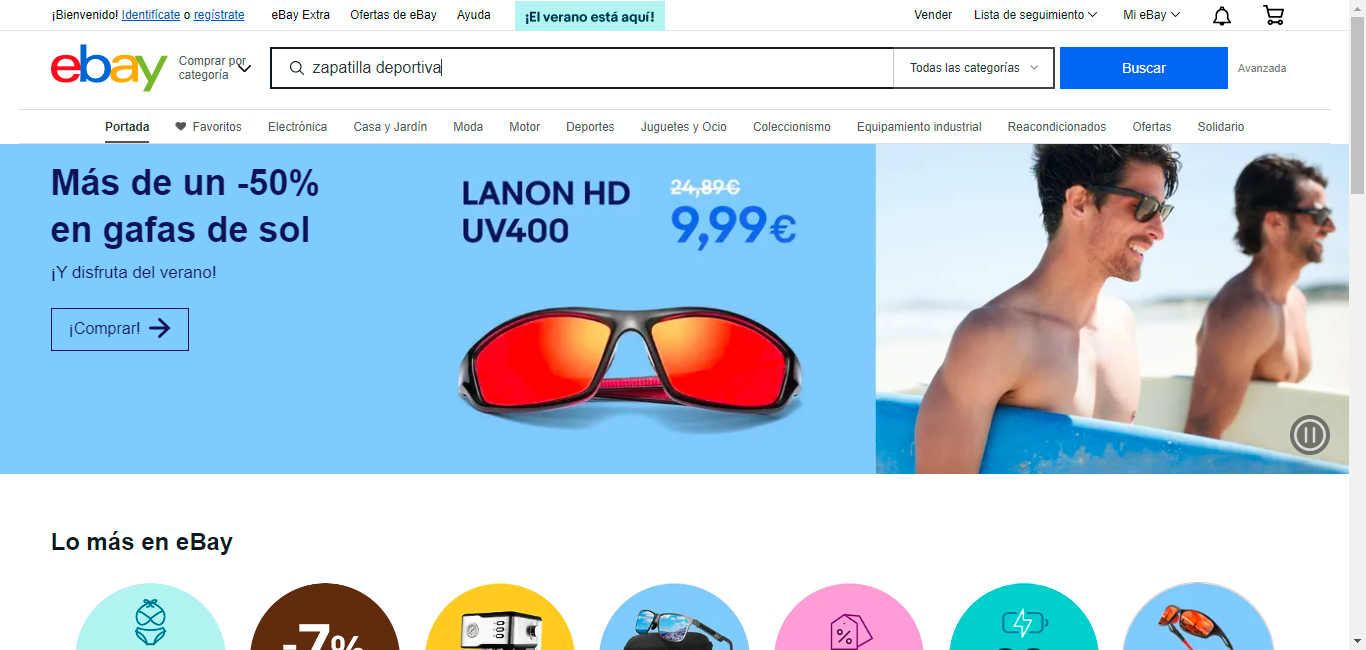 ¡Bienvenido! Identifícate o regístrate
eBay Extra
Ofertas de eBay
Ayuda
¡El verano está aquí!
Vender
Lista de seguimiento
Mi eBay
ebay
Comprar por
categoría
zapatilla deportiva
Todas las categorías
Buscar
Avanzada
Portada
Favoritos
Electrónica
Casa y Jardín
Moda
Motor
Deportes
Juguetes y Ocio
Coleccionismo
Equipamiento industrial
Reacondicionados
Ofertas
Solidario
Más de un -50%
en gafas de sol
¡Y disfruta del verano!
¡Comprar!
LANON HD
UV400
24,89€
9,99€
Lo más en eBay
-7%
%